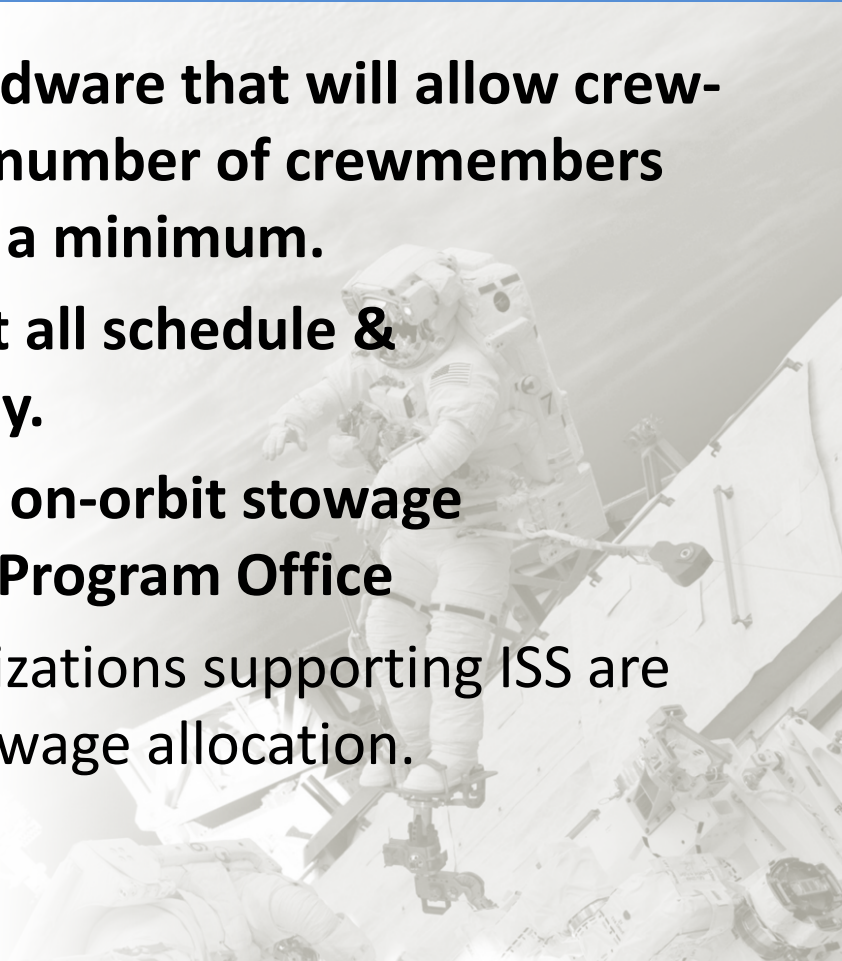 dware that will allow crew-
number of crewmembers
a minimum.
t all schedule &
y.
on-orbit stowage
Program Office
izations supporting ISS are
wage allocation.